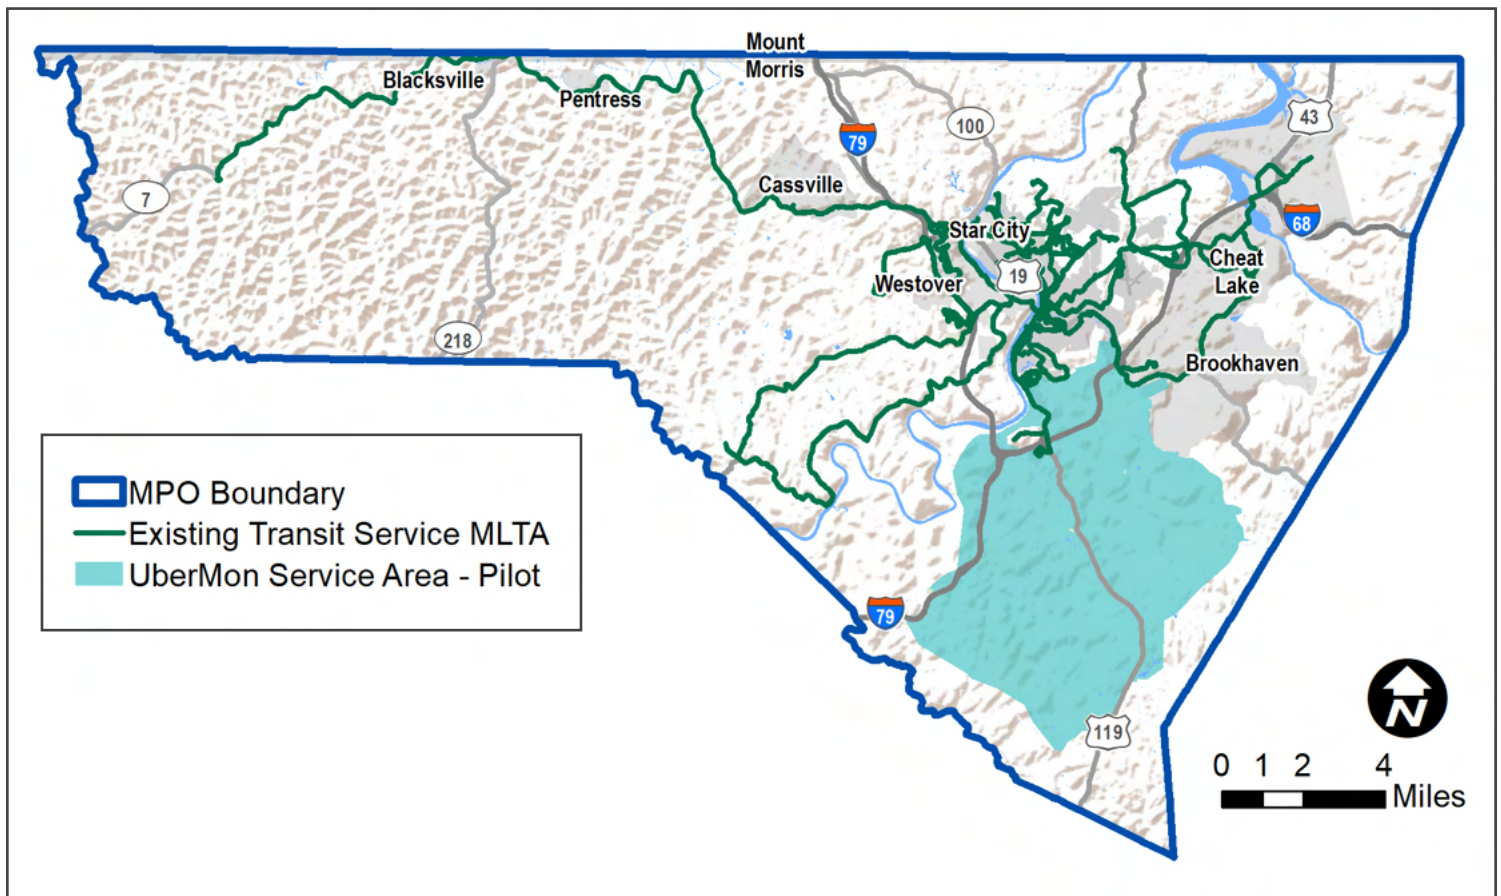 Mount
Morris
Blacksville
Pentress
79
100
43
7
Cassville
Star City
68
Cheat
Lake
Westover
19
218
Brookhaven
MPO Boundary
Existing Transit Service MLTA
UberMon Service Area - Pilot
79
119
N
0 1 2 4
Miles